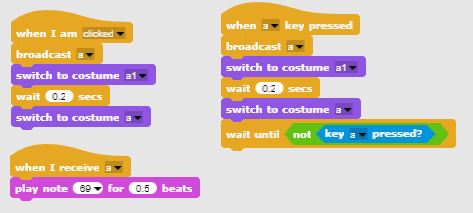 when I am clicked
broadcast a
switch to costume a1
wait 0.2 secs
switch to costume a
when I receive a
play note 69 for 0.5 beats
when a key pressed
broadcast a
switch to costume a1
wait 0.2 secs
switch to costume a
wait until not key a pressed?